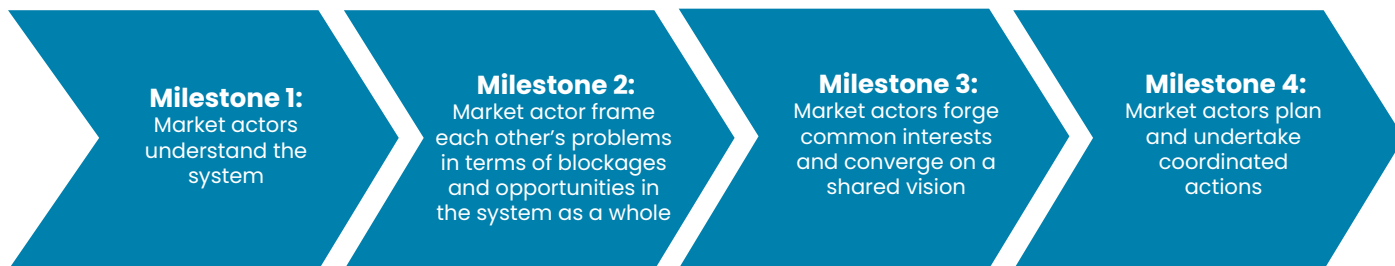 Milestone 1:
Market actors
understand the
system
Milestone 2:
Market actor frame
each other's problems
in terms of blockages
and opportunities in
the system as a whole
Milestone 3:
Market actors forge
common interests
and converge on a
shared vision
Milestone 4:
Market actors plan
and undertake
coordinated
actions